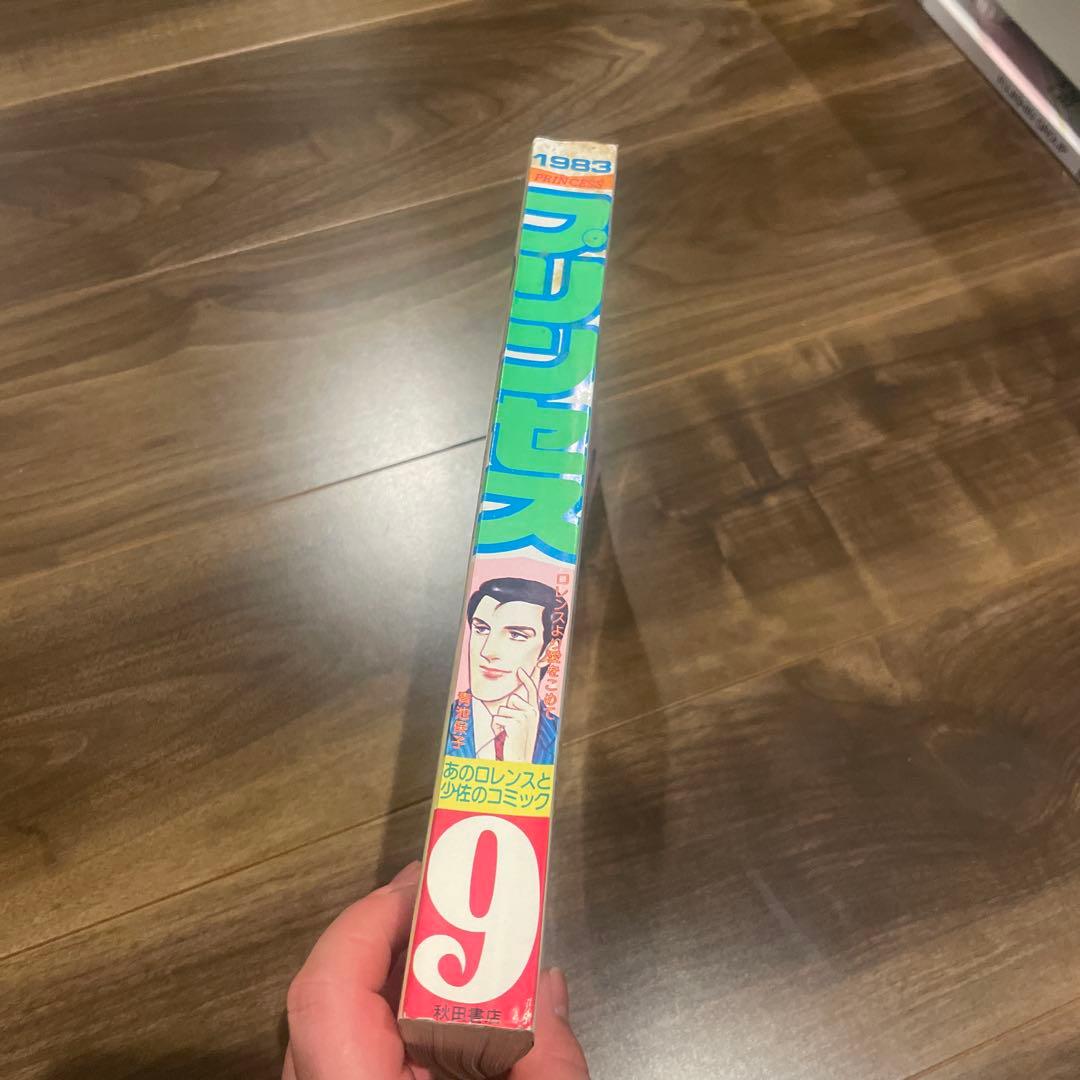 1983
PRINCESS
プリンセス
ロレンスより愛をこめて
青池保子
あのロレンスと
少佐のコミック
9
秋田書店